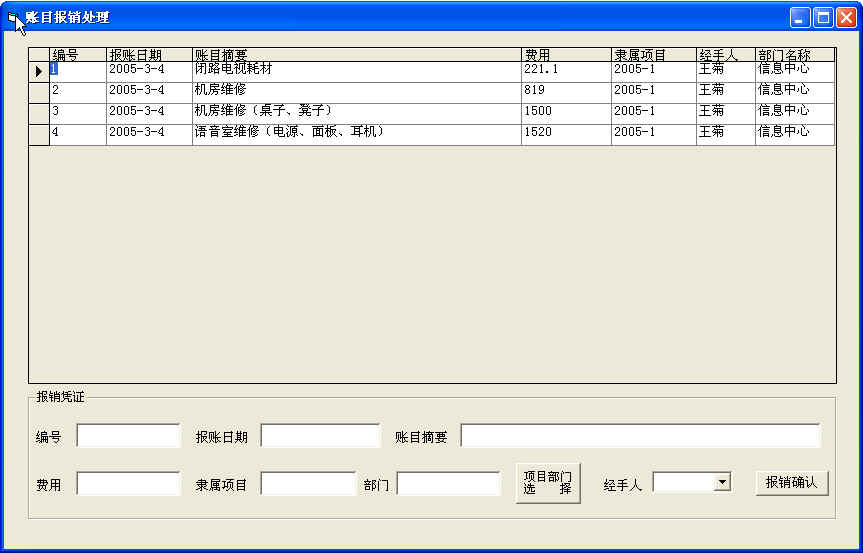 账目报销处理
编号 报账日期 账目摘要 费用 隶属项目 经手人 部门名称
1 2005-3-4 闭路电视耗材 221.1 2005-1 王菊 信息中心
2 2005-3-4 机房维修 819 2005-1 王菊 信息中心
3 2005-3-4 机房维修（桌子、凳子） 1500 2005-1 王菊 信息中心
4 2005-3-4 语音室维修（电源、面板、耳机） 1520 2005-1 王菊 信息中心
报销凭证
编号 报账日期 账目摘要
费用 隶属项目 部门 项目部门 经手人 报销确认
选 择